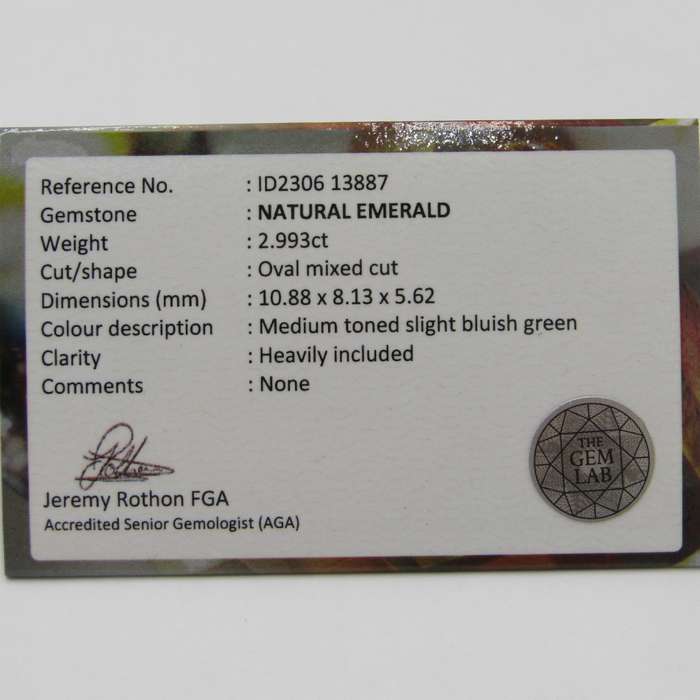 Reference No. : ID2306 13887
Gemstone : NATURAL EMERALD
Weight : 2.993ct
Cut/shape : Oval mixed cut
Dimensions (mm) : 10.88 x 8.13 x 5.62
Colour description : Medium toned slight bluish green
Clarity : Heavily included
Comments : None
Jeremy Rothon FGA
Accredited Senior Gemologist (AGA)
THE
GEM
LAB